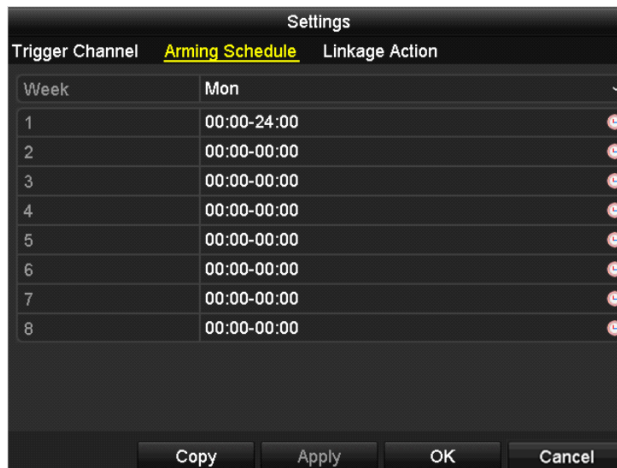 Settings
Trigger Channel Arming Schedule Linkage Action
Week Mon
1 00:00-24:00
2 00:00-00:00
3 00:00-00:00
4 00:00-00:00
5 00:00-00:00
6 00:00-00:00
7 00:00-00:00
8 00:00-00:00
Copy Apply OK Cancel